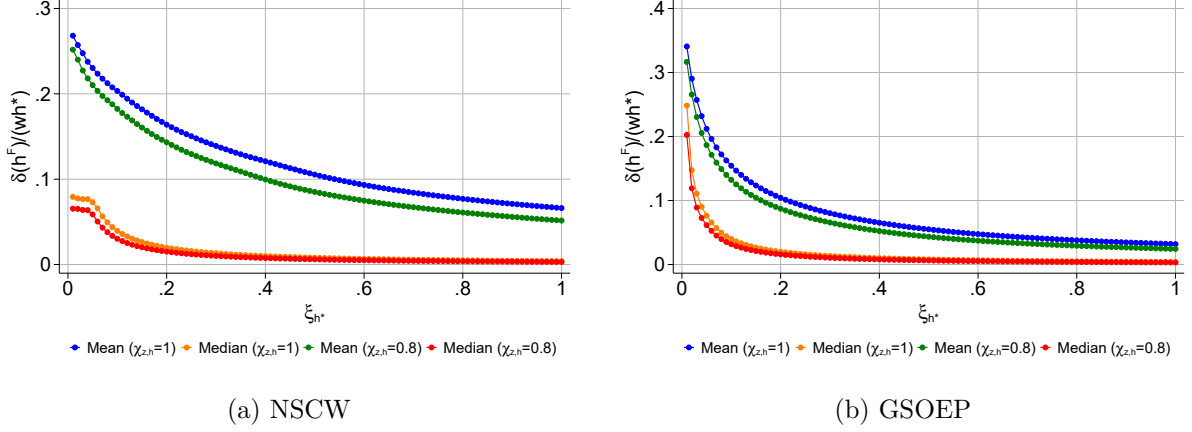 .3
.2
.1
0
δ(h^F)/(wh*)
0 .2 .4 .6 .8 1
ξ_h*
Mean (χ_z,h=1) Median (χ_z,h=1) Mean (χ_z,h=0.8) Median (χ_z,h=0.8)
(a) NSCW
.4
.3
.2
.1
0
δ(h^F)/(wh*)
0 .2 .4 .6 .8 1
ξ_h*
Mean (χ_z,h=1) Median (χ_z,h=1) Mean (χ_z,h=0.8) Median (χ_z,h=0.8)
(b) GSOEP